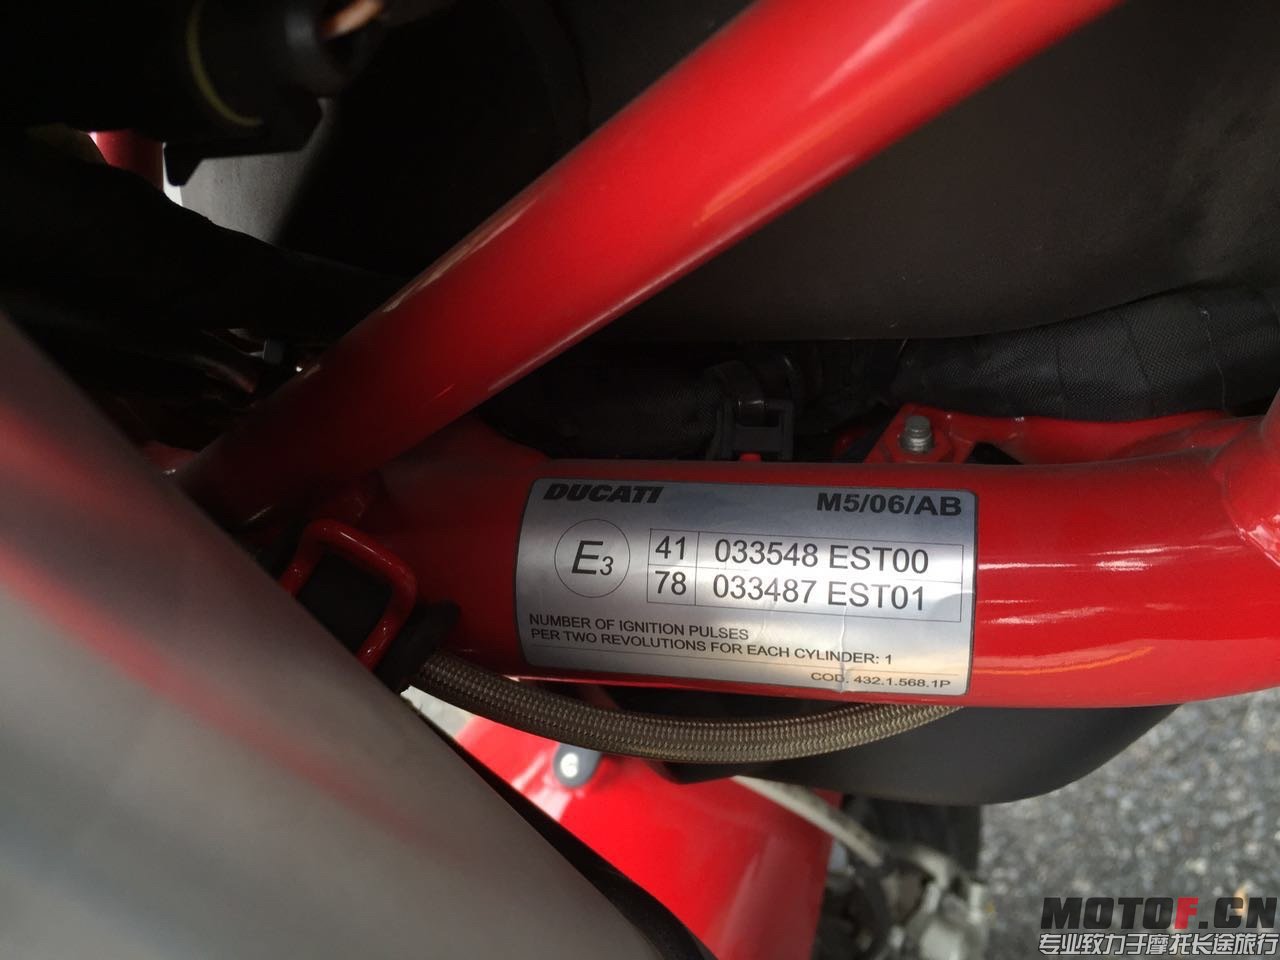 DUCATI M5/06/AB
E3 41 033548 EST00
78 033487 EST01
NUMBER OF IGNITION PULSES
PER TWO REVOLUTIONS FOR EACH CYLINDER: 1
COD. 432.1.568.1P
MOTOF.CN
专业致力于摩托长途旅行